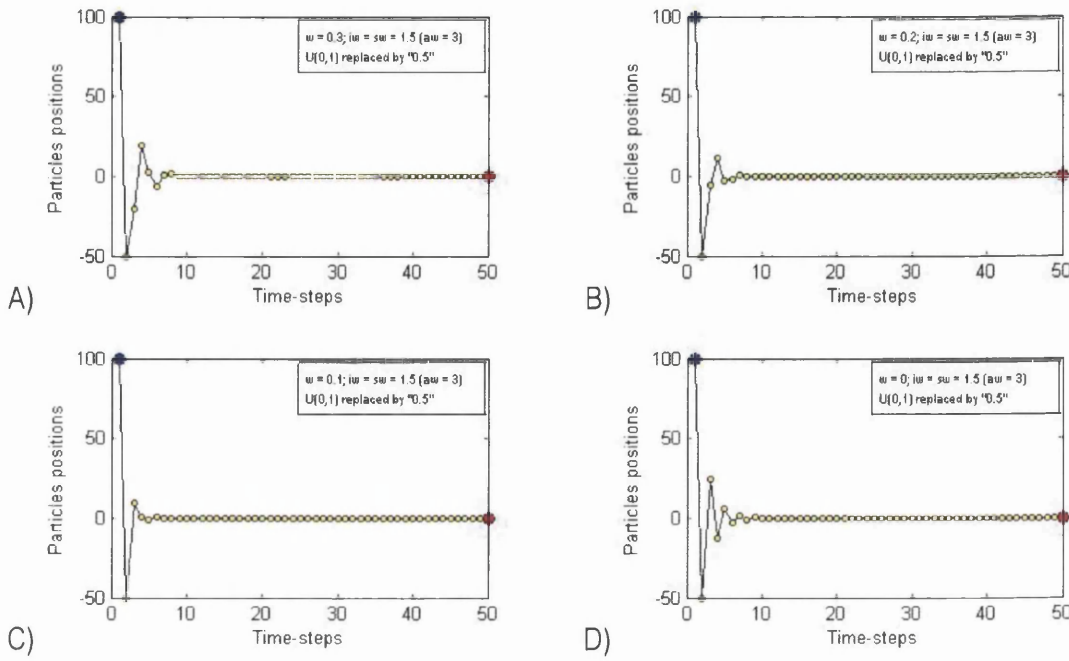 100
50
0
-50
Particles positions
w = 0.3; iw = sw = 1.5 (aw = 3)
U[0,1] replaced by "0.5"
0 10 20 30 40 50
Time-steps
A)
100
50
0
-50
Particles positions
w = 0.2; iw = sw = 1.5 (aw = 3)
U[0,1] replaced by "0.5"
0 10 20 30 40 50
Time-steps
B)
100
50
0
-50
Particles positions
w = 0.1; iw = sw = 1.5 (aw = 3)
U[0,1] replaced by "0.5"
0 10 20 30 40 50
Time-steps
C)
100
50
0
-50
Particles positions
w = 0; iw = sw = 1.5 (aw = 3)
U[0,1] replaced by "0.5"
0 10 20 30 40 50
Time-steps
D)